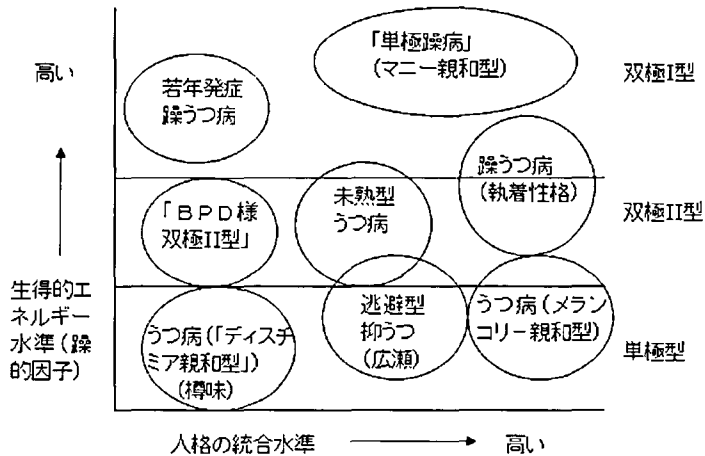 「単極躁病」
(マニー親和型)
高い
双極I型
若年発症
躁うつ病
躁うつ病
(執着性格)
未熟型
うつ病
「BPD様
双極II型」
双極II型
生得的エ
ネルギー
水準(躁
的因子)
逃避型
抑うつ
(広瀬)
うつ病(メラン
コリー親和型)
うつ病(「ディスチ
ミア親和型」)
(樽味)
単極型
人格の統合水準
高い